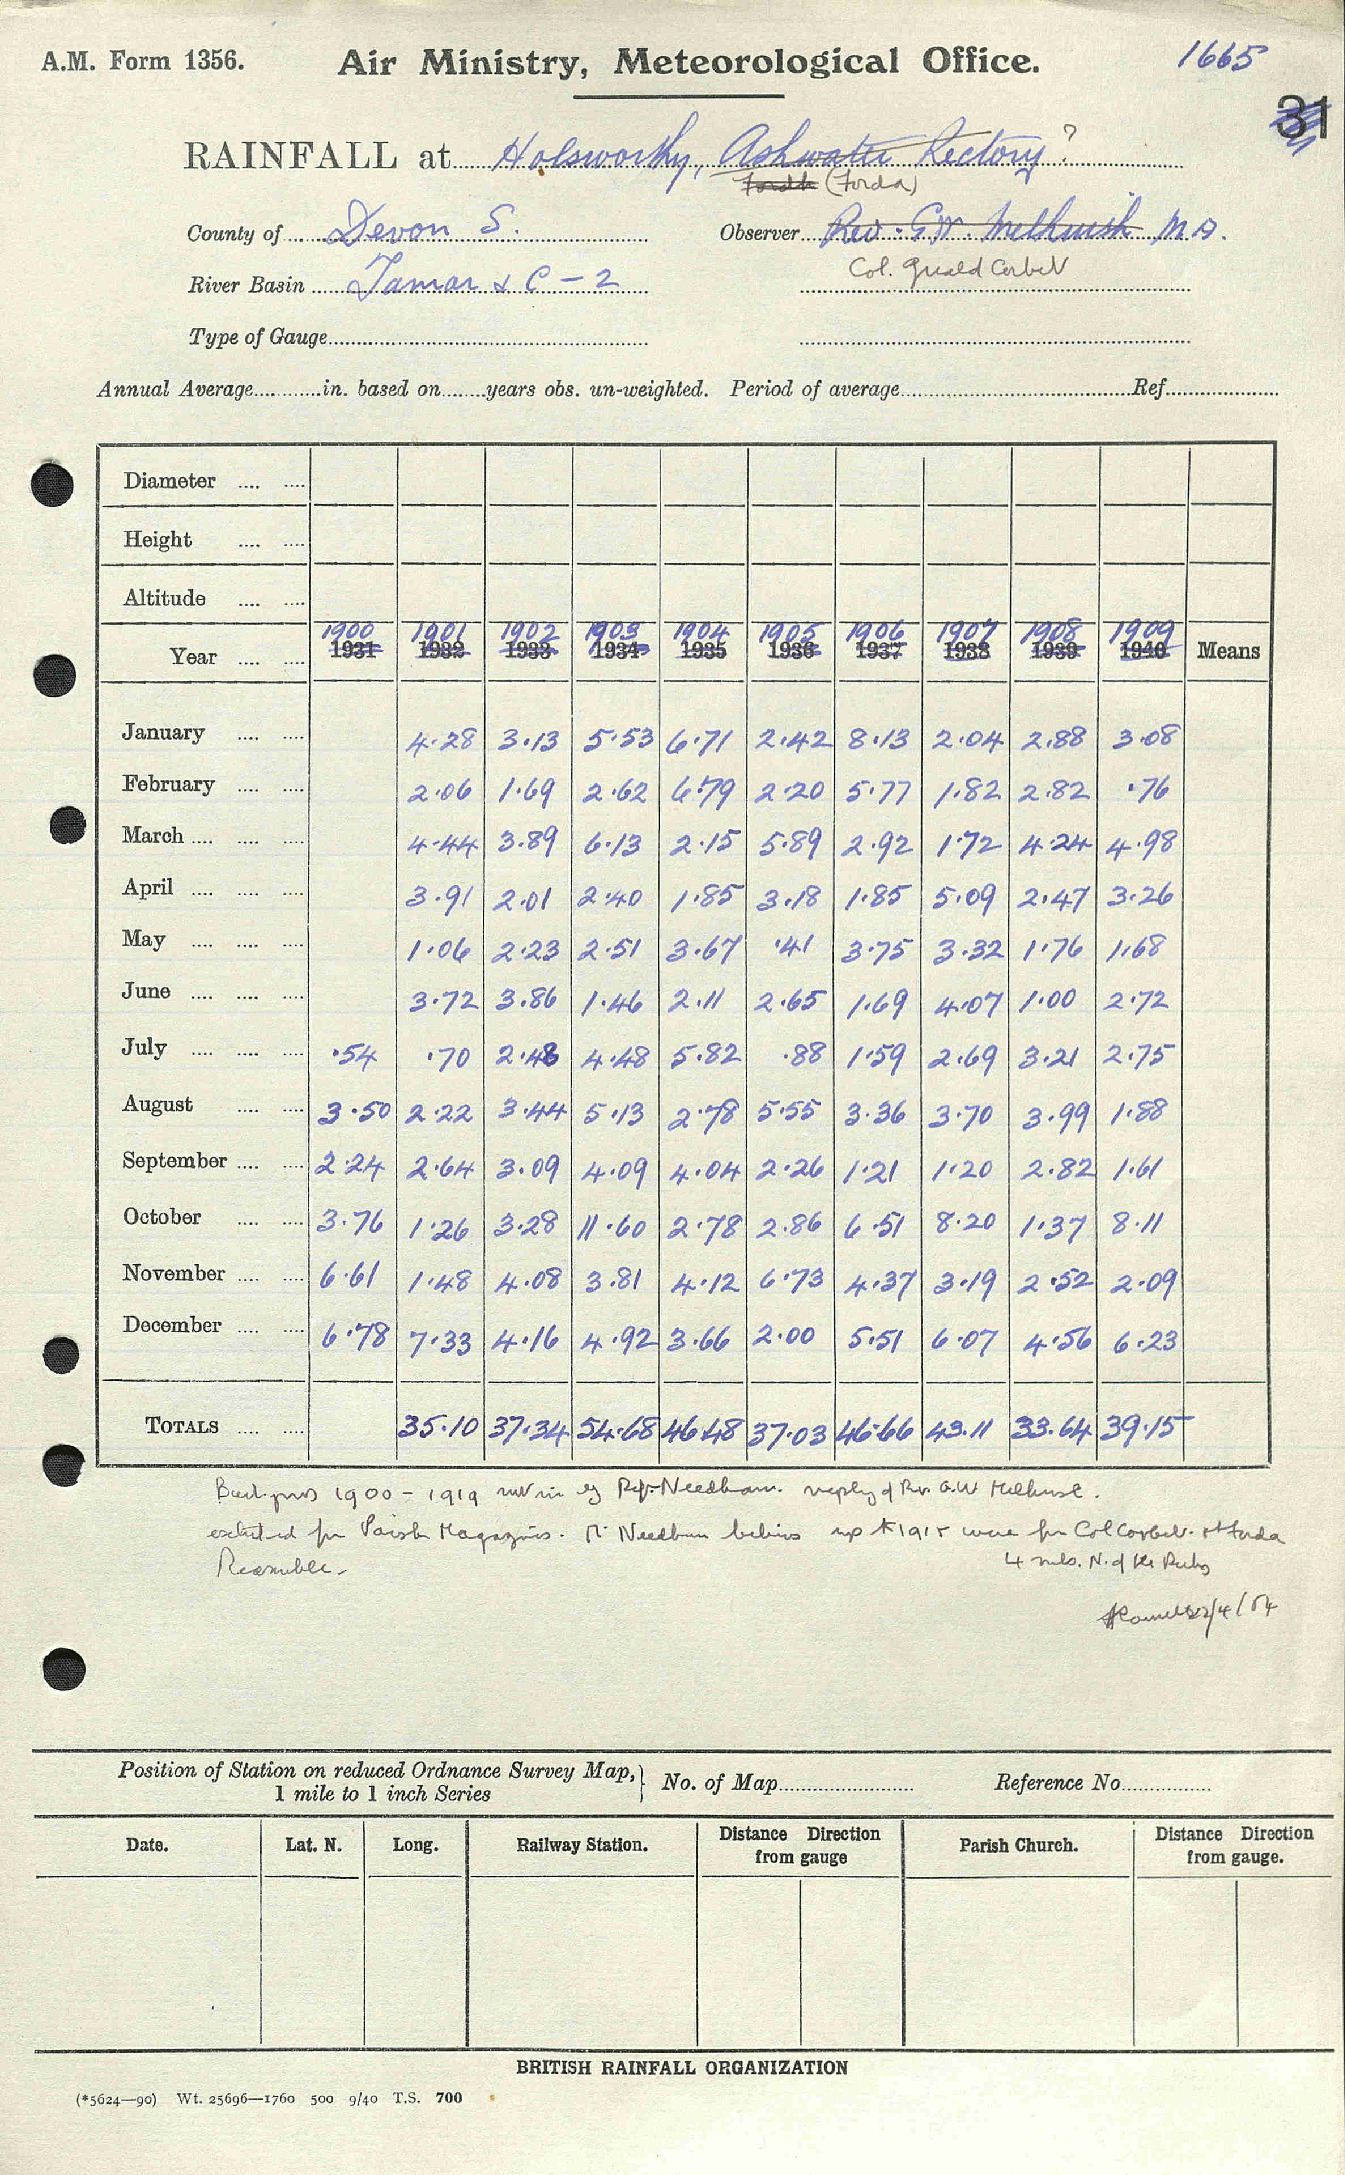 A.M. Form 1356. Air Ministry, Meteorological Office. 1665
31
RAINFALL at Holsworthy, Ashwater Rectory?
(Forda)
County of Devon S. Observer Rev. G.W. Melhuish M.A.
River Basin Tamar & C - 2 Col. Corbet
Type of Gauge
Annual Average in. based on years obs. un-weighted. Period of average Ref
Diameter
Height
Altitude
1900 1901 1902 1903 1904 1905 1906 1907 1908 1909
Year 1931 1932 1933 1934 1935 1936 1937 1938 1939 1940 Means
January 4.28 3.13 5.53 6.71 2.42 8.13 2.04 2.88 3.08
February 2.06 1.69 2.62 6.79 2.20 5.77 1.82 2.82 .76
March 4.44 3.89 6.13 2.15 5.89 2.92 1.72 4.24 4.98
April 3.91 2.01 2.40 1.85 3.18 1.85 5.09 2.47 3.26
May 1.06 2.23 2.51 3.67 .41 3.75 3.32 1.76 1.68
June 3.72 3.86 1.46 2.11 2.65 1.69 4.07 1.00 2.72
July .54 .70 2.48 4.48 5.82 .88 1.59 2.69 3.21 2.75
August 3.50 2.22 3.44 5.13 2.78 5.55 3.36 3.70 3.99 1.88
September 2.24 2.64 3.09 4.09 4.04 2.26 1.21 1.20 2.82 1.61
October 3.76 1.26 3.28 11.60 2.78 2.86 6.51 8.20 1.37 8.11
November 6.61 1.48 4.08 3.81 4.12 6.73 4.37 3.19 2.52 2.09
December 6.78 7.33 4.16 4.92 3.66 2.00 5.51 6.07 4.56 6.23
TOTALS 35.10 37.34 54.68 46.48 37.03 46.66 43.11 33.64 39.15
1900 - 1919 Needham. of Rev G.W Melhuish.
Parish Magazines. Mr Needham believes up to 1915 were for Col Corbet at Forda
4 mls. N. of the
22/4/54
Position of Station on reduced Ordnance Survey Map, No. of Map Reference No
1 mile to 1 inch Series
Date. Lat. N. Long. Railway Station. Distance Direction from gauge Parish Church. Distance Direction from gauge.
BRITISH RAINFALL ORGANIZATION
(*5624—90) Wt. 25696—1760 500 9/40 T.S. 700